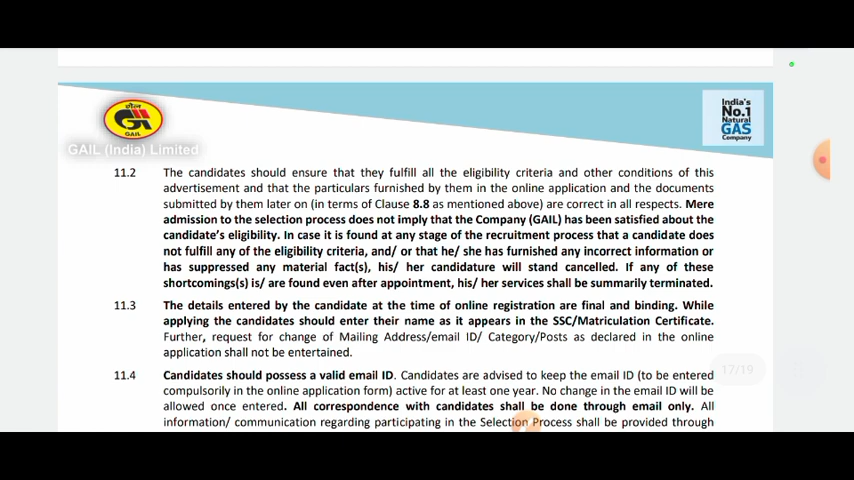 गेल
GAIL
GAIL (India) Limited
India's
No.1
Natural
GAS
Company
11.2 The candidates should ensure that they fulfill all the eligibility criteria and other conditions of this
advertisement and that the particulars furnished by them in the online application and the documents
submitted by them later on (in terms of Clause 8.8 as mentioned above) are correct in all respects. Mere
admission to the selection process does not imply that the Company (GAIL) has been satisfied about the
candidate's eligibility. In case it is found at any stage of the recruitment process that a candidate does
not fulfill any of the eligibility criteria, and/ or that he/ she has furnished any incorrect information or
has suppressed any material fact(s), his/ her candidature will stand cancelled. If any of these
shortcomings(s) is/ are found even after appointment, his/ her services shall be summarily terminated.
11.3 The details entered by the candidate at the time of online registration are final and binding. While
applying the candidates should enter their name as it appears in the SSC/Matriculation Certificate.
Further, request for change of Mailing Address/email ID/ Category/Posts as declared in the online
application shall not be entertained.
17/19
11.4 Candidates should possess a valid email ID. Candidates are advised to keep the email ID (to be entered
compulsorily in the online application form) active for at least one year. No change in the email ID will be
allowed once entered. All correspondence with candidates shall be done through email only. All
information/ communication regarding participating in the Selection Process shall be provided through